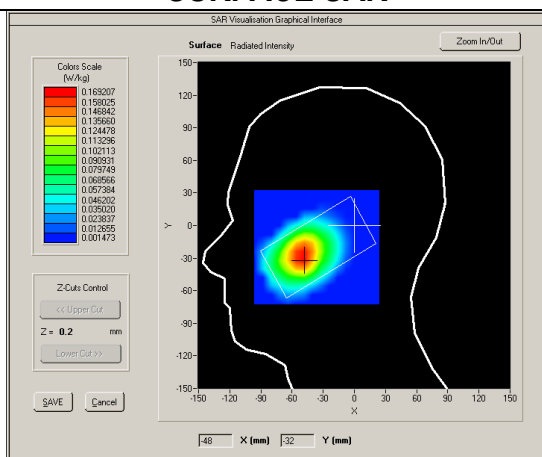 SAR Visualisation Graphical Interface
Surface Radiated Intensity
Zoom In/Out
Colors Scale
(W/kg)
0.169207
0.158025
0.146842
0.135660
0.124478
0.113296
0.102113
0.090931
0.079749
0.068566
0.057384
0.046202
0.035020
0.023837
0.012655
0.001473
Z-Cuts Control
<< Upper Cut
Z = 0.2 mm
Lower Cut >>
SAVE Cancel
150
120
90
60
30
0
-30
-60
-90
-120
-150
Y
-150 -120 -90 -60 -30 0 30 60 90 120 150
X
-48 X (mm) -32 Y (mm)